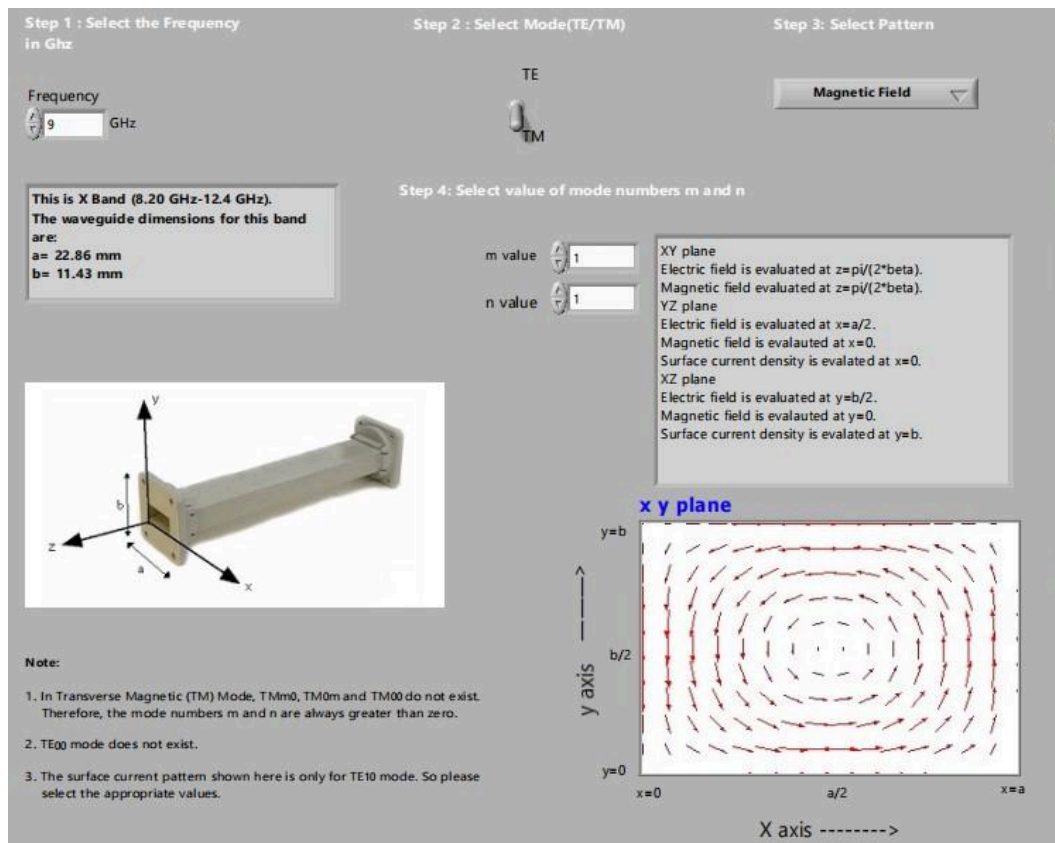 Step 1 : Select the Frequency
in Ghz
Step 2 : Select Mode(TE/TM)
Step 3: Select Pattern
Frequency
9
GHz
TE
TM
Magnetic Field
This is X Band (8.20 GHz-12.4 GHz).
The waveguide dimensions for this band
are:
a= 22.86 mm
b= 11.43 mm
Step 4: Select value of mode numbers m and n
m value
1
n value
1
XY plane
Electric field is evaluated at z=pi/(2*beta).
Magnetic field evaluated at z=pi/(2*beta).
YZ plane
Electric field is evaluated at x=a/2.
Magnetic field is evalauted at x=0.
Surface current density is evalated at x=0.
XZ plane
Electric field is evaluated at y=b/2.
Magnetic field is evalauted at y=0.
Surface current density is evalated at y=b.
y
b
z
a
x
Note:
1. In Transverse Magnetic (TM) Mode, TMm0, TM0m and TM00 do not exist.
Therefore, the mode numbers m and n are always greater than zero.
2. TE00 mode does not exist.
3. The surface current pattern shown here is only for TE10 mode. So please
select the appropriate values.
x y plane
y=b
b/2
y=0
y axis ------>
x=0
a/2
x=a
X axis -------->